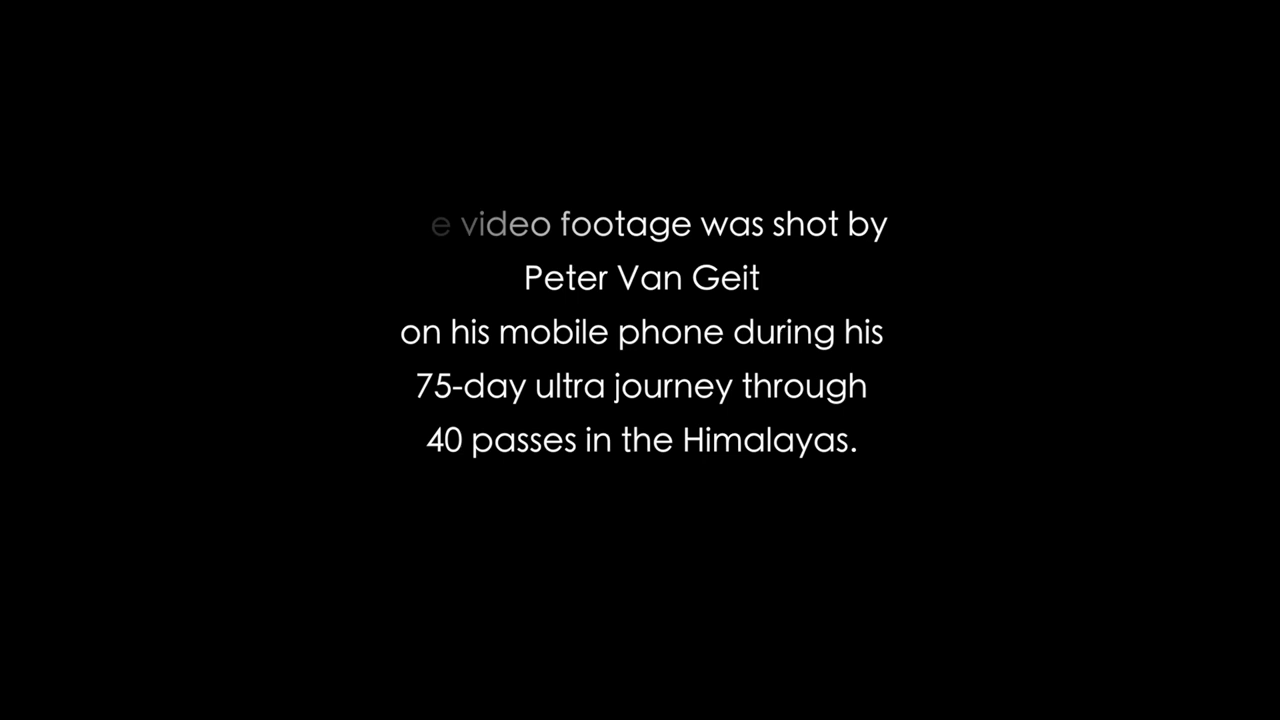 e video footage was shot by
Peter Van Geit
on his mobile phone during his
75-day ultra journey through
40 passes in the Himalayas.